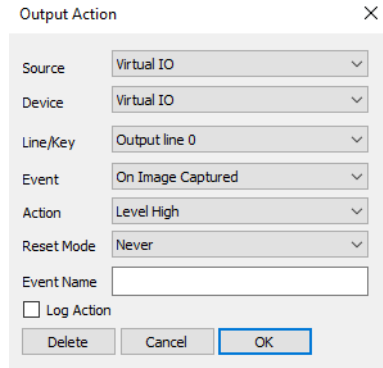 Output Action
Source Virtual IO
Device Virtual IO
Line/Key Output line 0
Event On Image Captured
Action Level High
Reset Mode Never
Event Name
Log Action
Delete Cancel OK